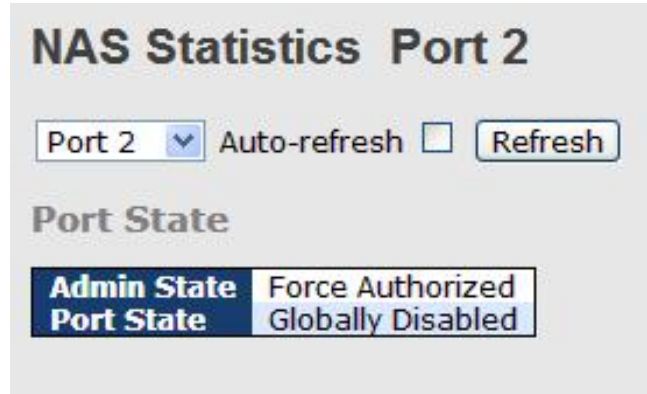 NAS Statistics Port 2
Port 2 Auto-refresh Refresh
Port State
Admin State Force Authorized
Port State Globally Disabled